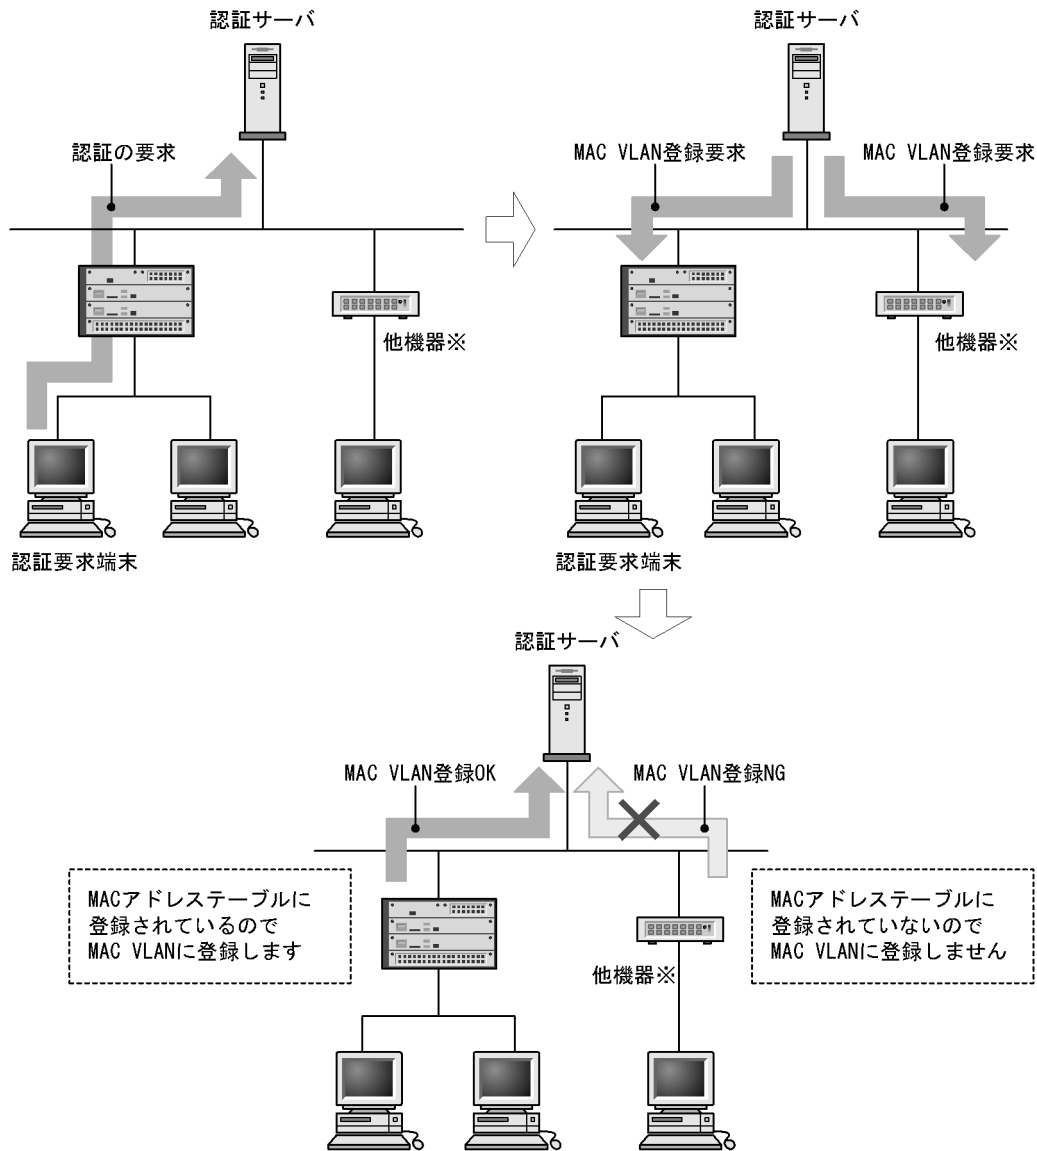 認証サーバ
認証サーバ
認証の要求
MAC VLAN登録要求
MAC VLAN登録要求
他機器※
他機器※
認証要求端末
認証要求端末
認証サーバ
MAC VLAN登録OK
MAC VLAN登録NG
MACアドレステーブルに
登録されているので
MAC VLANに登録します
MACアドレステーブルに
登録されていないので
MAC VLANに登録しません
他機器※